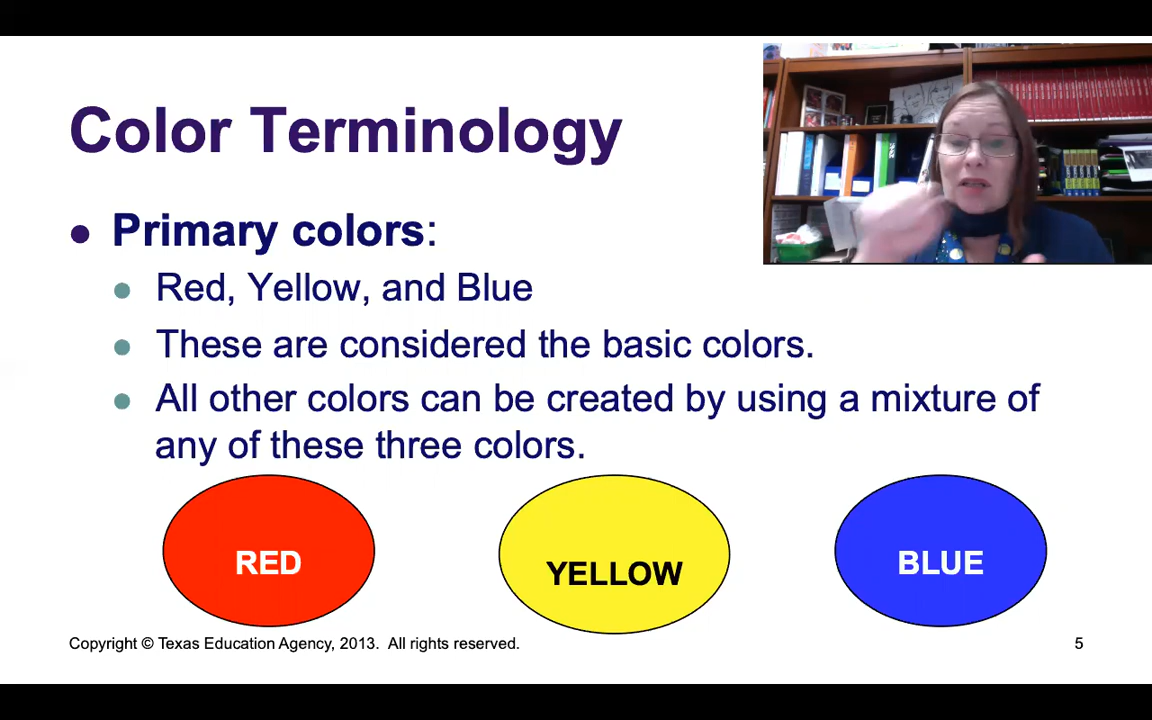 Color Terminology
Primary colors:
Red, Yellow, and Blue
These are considered the basic colors.
All other colors can be created by using a mixture of
any of these three colors.
RED
YELLOW
BLUE
Copyright © Texas Education Agency, 2013. All rights reserved.
5